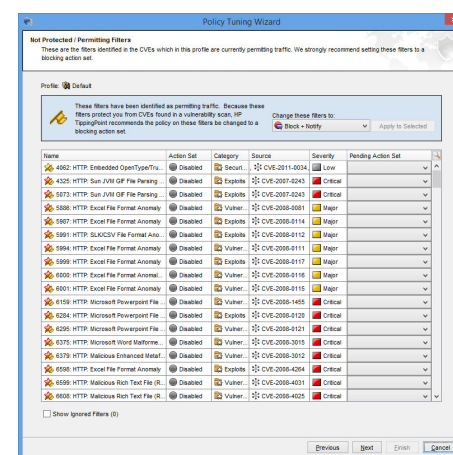 Policy Tuning Wizard
Not Protected / Permitting Filters
These are the filters identified in the CVEs which in this profile are currently permitting traffic. We strongly recommend setting these filters to a
blocking action set.
Profile: Default
These filters have been identified as permitting traffic. Because these
filters protect you from CVEs found in a vulnerability scan, HP
TippingPoint recommends the policy on these filters be changed to a
blocking action set.
Change these filters to:
Block + Notify Apply to Selected
Name Action Set Category Source Severity Pending Action Set
4062: HTTP: Embedded OpenType/Tru... Disabled Securi... CVE-2011-0034, Low
4325: HTTP: Sun JVM GIF File Parsing ... Disabled Exploits CVE-2007-0243 Critical
5073: HTTP: Sun JVM GIF File Parsing ... Disabled Exploits CVE-2007-0243 Critical
5886: HTTP: Excel File Format Anomaly Disabled Vulner... CVE-2008-0081 Major
5987: HTTP: Excel File Format Anomaly Disabled Exploits CVE-2008-0114 Major
5991: HTTP: SLK/CSV File Format Ano... Disabled Exploits CVE-2008-0112 Major
5994: HTTP: Excel File Format Anomaly Disabled Vulner... CVE-2008-0111 Major
5999: HTTP: Excel File Format Anomaly Disabled Exploits CVE-2008-0117 Major
6000: HTTP: Excel File Format Anomal... Disabled Vulner... CVE-2008-0116 Major
6001: HTTP: Excel File Format Anomaly Disabled Vulner... CVE-2008-0115 Major
6159: HTTP: Microsoft Powerpoint File ... Disabled Vulner... CVE-2008-1455 Critical
6284: HTTP: Microsoft Powerpoint File ... Disabled Exploits CVE-2008-0120 Critical
6295: HTTP: Microsoft Powerpoint File ... Disabled Vulner... CVE-2008-0121 Critical
6375: HTTP: Microsoft Word Malforme... Disabled Vulner... CVE-2008-3015 Critical
6379: HTTP: Malicious Enhanced Metaf... Disabled Vulner... CVE-2008-3012 Critical
6598: HTTP: Excel File Format Anomaly Disabled Exploits CVE-2008-4264 Critical
6599: HTTP: Malicious Rich Text File (R... Disabled Vulner... CVE-2008-4031 Critical
6608: HTTP: Malicious Rich Text File (R... Disabled Vulner... CVE-2008-4025 Critical
Show Ignored Filters (0)
Previous Next Finish Cancel